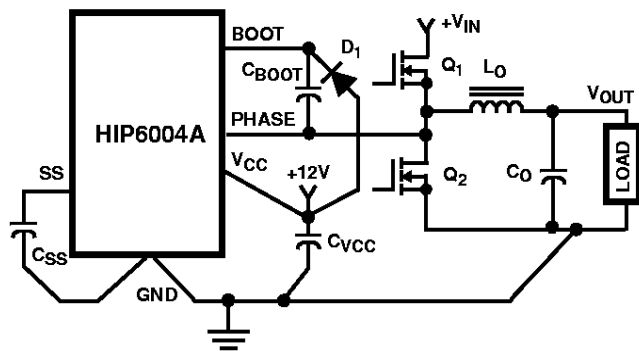 +VIN
BOOT
D1
CBOOT
Q1
LO
VOUT
HIP6004A
PHASE
VCC
SS
+12V
Q2
CO
LOAD
CSS
CVCC
GND